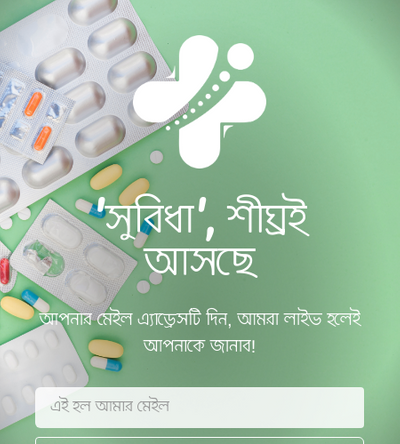 'সুবিধা', শীঘ্রই
আসছে
আপনার মেইল এ্যাড্রেসটি দিন, আমরা লাইভ হলেই
আপনাকে জানাব!
এই হল আমার মেইল